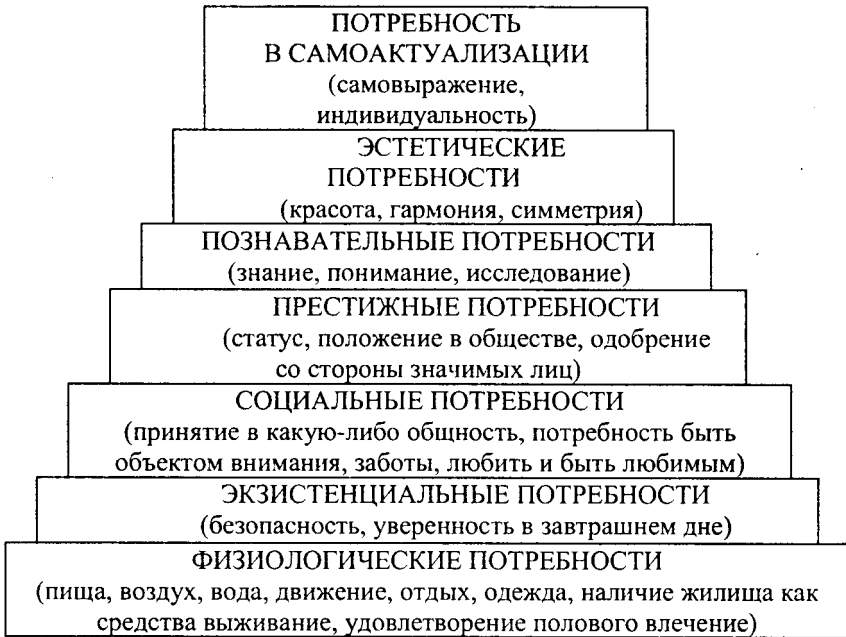 ПОТРЕБНОСТЬ
В САМОАКТУАЛИЗАЦИИ
(самовыражение,
индивидуальность)
ЭСТЕТИЧЕСКИЕ
ПОТРЕБНОСТИ
(красота, гармония, симметрия)
ПОЗНАВАТЕЛЬНЫЕ ПОТРЕБНОСТИ
(знание, понимание, исследование)
ПРЕСТИЖНЫЕ ПОТРЕБНОСТИ
(статус, положение в обществе, одобрение
со стороны значимых лиц)
СОЦИАЛЬНЫЕ ПОТРЕБНОСТИ
(принятие в какую-либо общность, потребность быть
объектом внимания, заботы, любить и быть любимым)
ЭКЗИСТЕНЦИАЛЬНЫЕ ПОТРЕБНОСТИ
(безопасность, уверенность в завтрашнем дне)
ФИЗИОЛОГИЧЕСКИЕ ПОТРЕБНОСТИ
(пища, воздух, вода, движение, отдых, одежда, наличие жилища как
средства выживание, удовлетворение полового влечение)